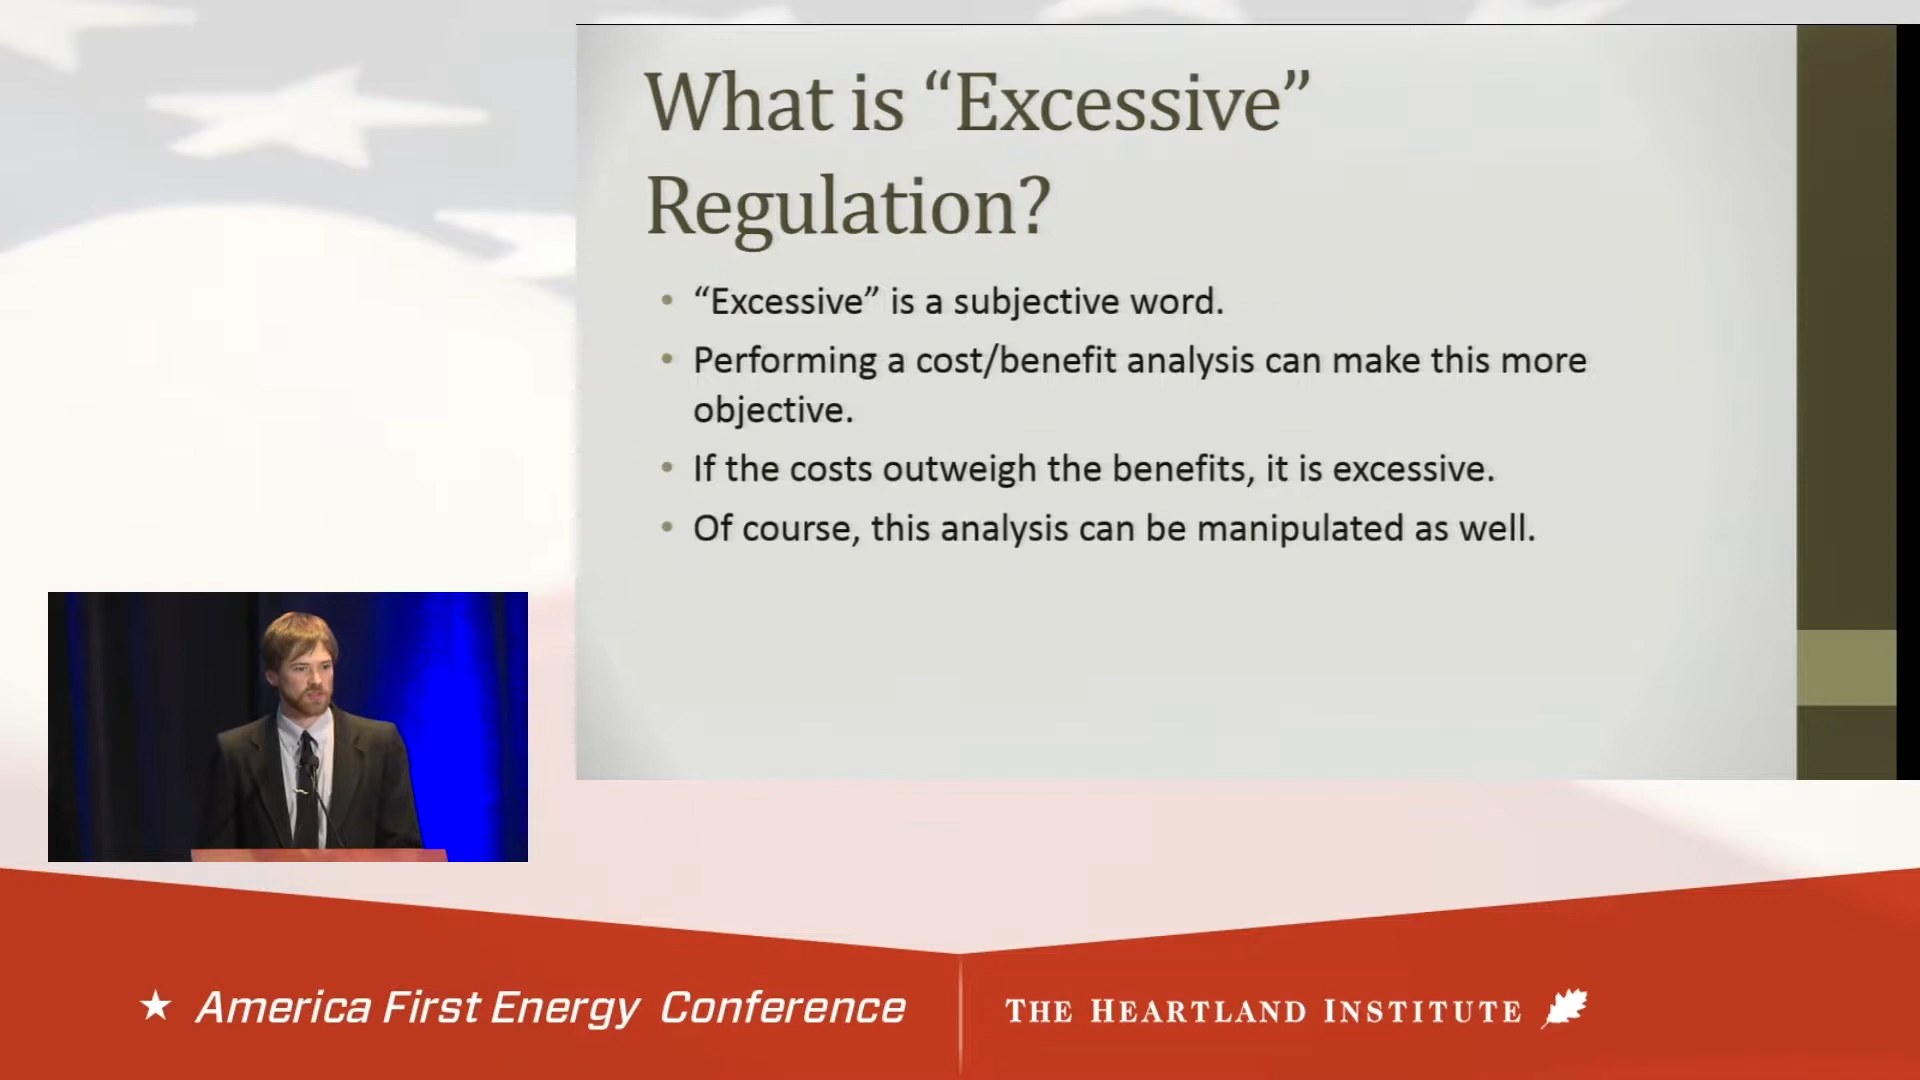 What is “Excessive”
Regulation?
• “Excessive” is a subjective word.
• Performing a cost/benefit analysis can make this more
objective.
• If the costs outweigh the benefits, it is excessive.
• Of course, this analysis can be manipulated as well.
America First Energy Conference
THE HEARTLAND INSTITUTE